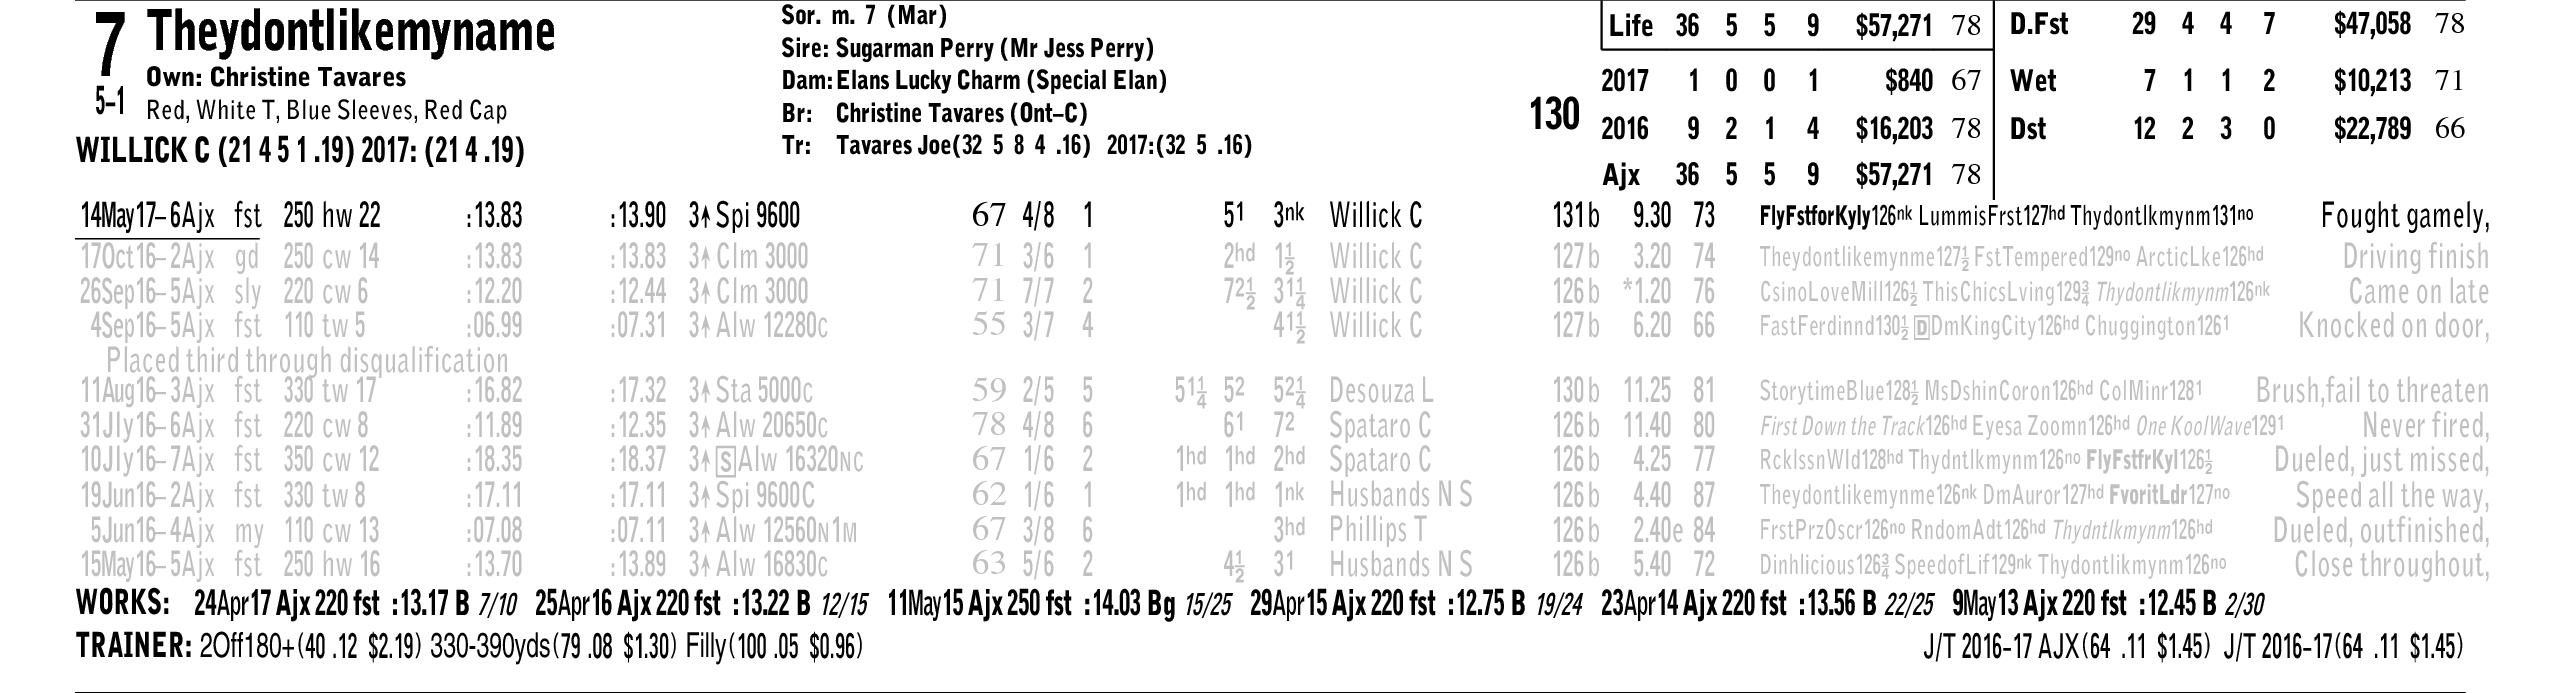 7 Theydontlikemyname
Own: Christine Tavares
5–1 Red, White T, Blue Sleeves, Red Cap
WILLICK C (21 4 5 1 .19) 2017: (21 4 .19)
Sor. m. 7 (Mar)
Sire: Sugarman Perry (Mr Jess Perry)
Dam: Elans Lucky Charm (Special Elan)
Br: Christine Tavares (Ont–C)
Tr: Tavares Joe(32 5 8 4 .16) 2017:(32 5 .16)
130
Life 36 5 5 9 $57,271 78
2017 1 0 0 1 $840 67
2016 9 2 1 4 $16,203 78
Ajx 36 5 5 9 $57,271 78
D.Fst 29 4 4 7 $47,058 78
Wet 7 1 1 2 $10,213 71
Dst 12 2 3 0 $22,789 66
14May17–6Ajx fst 250 hw 22 :13.83 :13.90 3↑ Spi 9600 67 4/8 1 5¹ 3nk Willick C 131b 9.30 73 FlyFstforKyly126nk LummisFrst127hd Thydontlkmynm131no Fought gamely,
17Oct16–2Ajx gd 250 cw 14 :13.83 :13.83 3↑ Clm 3000 71 3/6 1 2hd 1½ Willick C 127b 3.20 74 Theydontlikemynme127½ FstTempered129no ArcticLke126hd Driving finish
26Sep16–5Ajx sly 220 cw 6 :12.20 :12.44 3↑ Clm 3000 71 7/7 2 72½ 31¼ Willick C 126b *1.20 76 CsinoLoveMill126½ ThisChicsLving129¾ Thydontlikmynm126nk Came on late
4Sep16–5Ajx fst 110 tw 5 :06.99 :07.31 3↑ Alw 12280C 55 3/7 4 41½ Willick C 127b 6.20 66 FastFerdinnd130½ D DmKingCity126hd Chuggington126¹ Knocked on door,
Placed third through disqualification
11Aug16–3Ajx fst 330 tw 17 :16.82 :17.32 3↑ Sta 5000C 59 2/5 5 51¼ 5² 52¼ Desouza L 130b 11.25 81 StorytimeBlue128½ MsDshinCoron126hd ColMinr128¹ Brush,fail to threaten
31Jly16–6Ajx fst 220 cw 8 :11.89 :12.35 3↑ Alw 20650C 78 4/8 6 6¹ 7² Spataro C 126b 11.40 80 First Down the Track126hd Eyesa Zoomn126hd One KoolWave129¹ Never fired,
10Jly16–7Ajx fst 350 cw 12 :18.35 :18.37 3↑ S Alw 16320NC 67 1/6 2 1hd 1hd 2hd Spataro C 126b 4.25 77 RckIssnWld128hd Thydntlkmynm126no FlyFstfrKyl126½ Dueled, just missed,
19Jun16–2Ajx fst 330 tw 8 :17.11 :17.11 3↑ Spi 9600C 62 1/6 1 1hd 1hd 1nk Husbands N S 126b 4.40 87 Theydontlikemynme126nk DmAuror127hd FvoritLdr127no Speed all the way,
5Jun16–4Ajx my 110 cw 13 :07.08 :07.11 3↑ Alw 12560N1M 67 3/8 6 3hd Phillips T 126b 2.40e 84 FrstPrzOscr126no RndomAdt126hd Thydntlkmynm126hd Dueled, outfinished,
15May16–5Ajx fst 250 hw 16 :13.70 :13.89 3↑ Alw 16830C 63 5/6 2 4½ 3¹ Husbands N S 126b 5.40 72 Dinhlicious126¾ SpeedofLif129nk Thydontlikmynm126no Close throughout,
WORKS: 24Apr17 Ajx 220 fst :13.17 B 7/10 25Apr16 Ajx 220 fst :13.22 B 12/15 11May15 Ajx 250 fst :14.03 Bg 15/25 29Apr15 Ajx 220 fst :12.75 B 19/24 23Apr14 Ajx 220 fst :13.56 B 22/25 9May13 Ajx 220 fst :12.45 B 2/30
TRAINER: 2Off180+(40 .12 $2.19) 330-390yds(79 .08 $1.30) Filly(100 .05 $0.96) J/T 2016-17 AJX(64 .11 $1.45) J/T 2016-17(64 .11 $1.45)